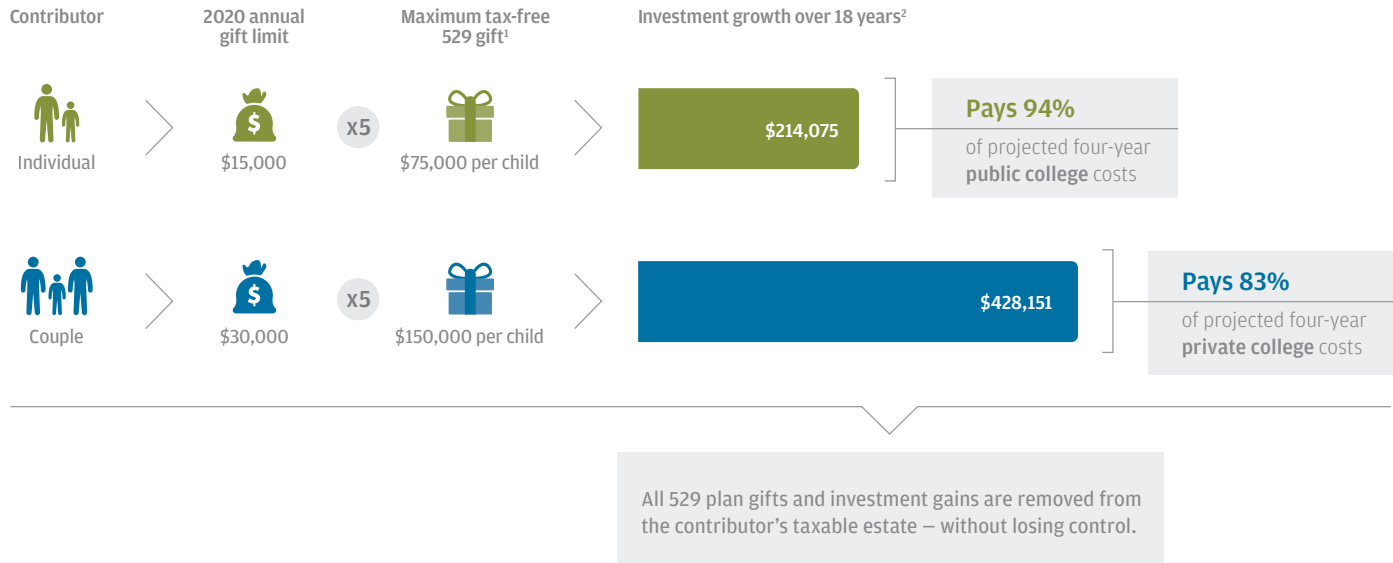 Contributor
2020 annual
gift limit
Maximum tax-free
529 gift¹
Investment growth over 18 years²
Individual
$
$15,000
x5
$75,000 per child
$214,075
Pays 94%
of projected four-year
public college costs
Couple
$
$30,000
x5
$150,000 per child
$428,151
Pays 83%
of projected four-year
private college costs
All 529 plan gifts and investment gains are removed from
the contributor’s taxable estate – without losing control.